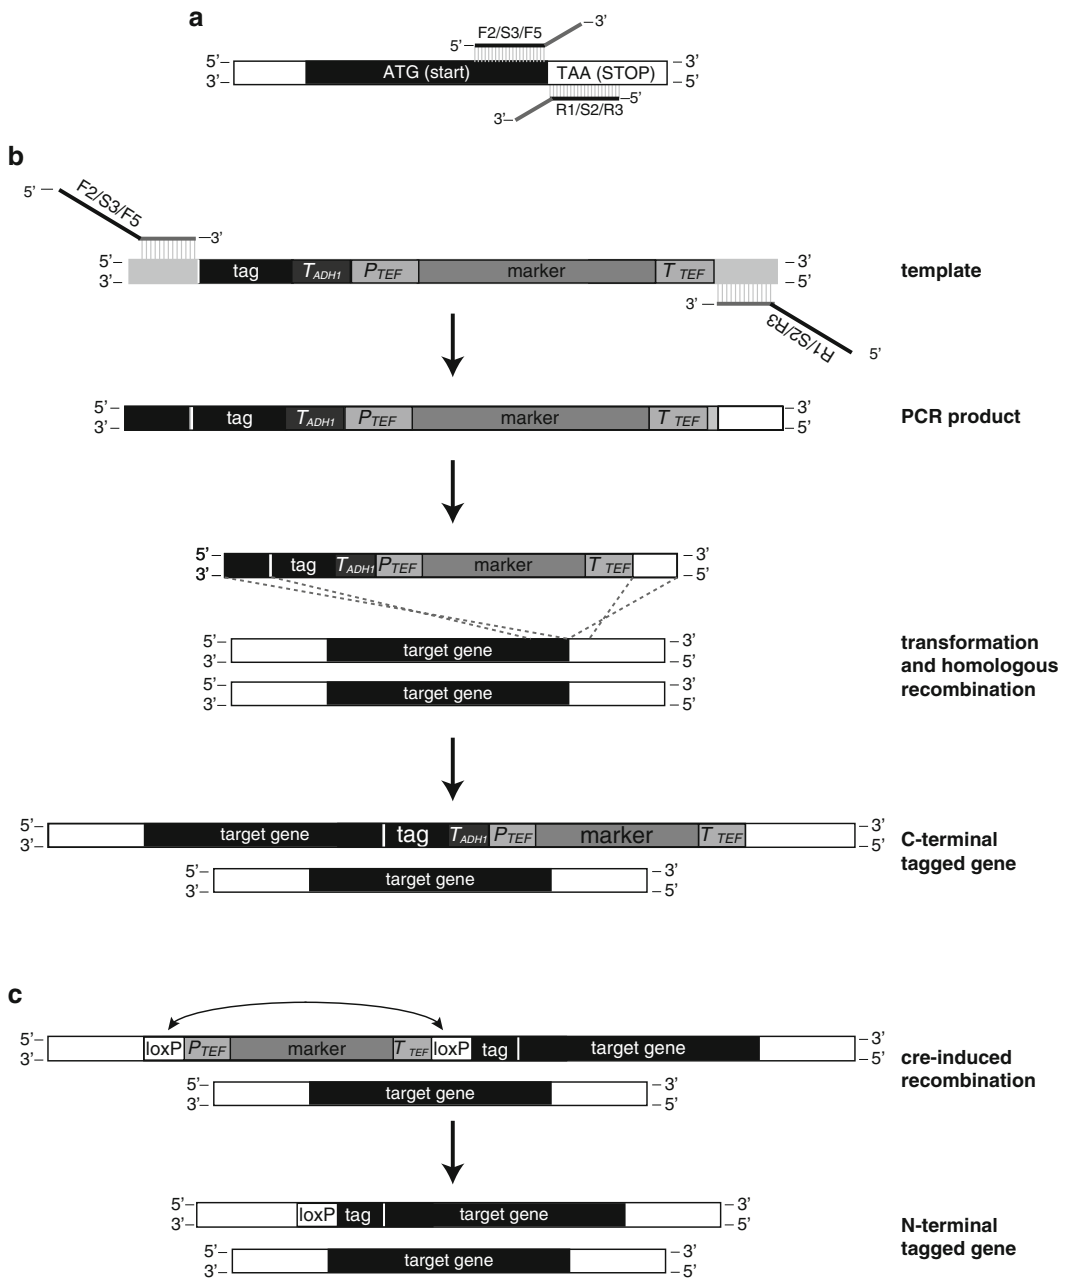 a
F2/S3/F5 –3’
5’–
5’– ATG (start) TAA (STOP) –3’
3’– –5’
–5’
R1/S2/R3
3’–
b
5’– F2/S3/F5
–3’
5’– –3’
tag TADH1 PTEF marker T TEF template
3’– –5’
3’–
R1/S2/R3 5’
5’– –3’
tag TADH1 PTEF marker T TEF PCR product
3’– –5’
5’– –3’
tag TADH1 PTEF marker T TEF
3’– –5’
5’– target gene –3’
3’– –5’
transformation
and homologous
recombination
5’– target gene –3’
3’– –5’
5’– –3’
target gene tag TADH1 PTEF marker T TEF
3’– –5’
C-terminal
tagged gene
5’– target gene –3’
3’– –5’
c
5’– –3’
loxP PTEF marker T TEF loxP tag target gene
3’– –5’
cre-induced
recombination
5’– target gene –3’
3’– –5’
5’– –3’
loxP tag target gene
3’– –5’
N-terminal
tagged gene
5’– target gene –3’
3’– –5’